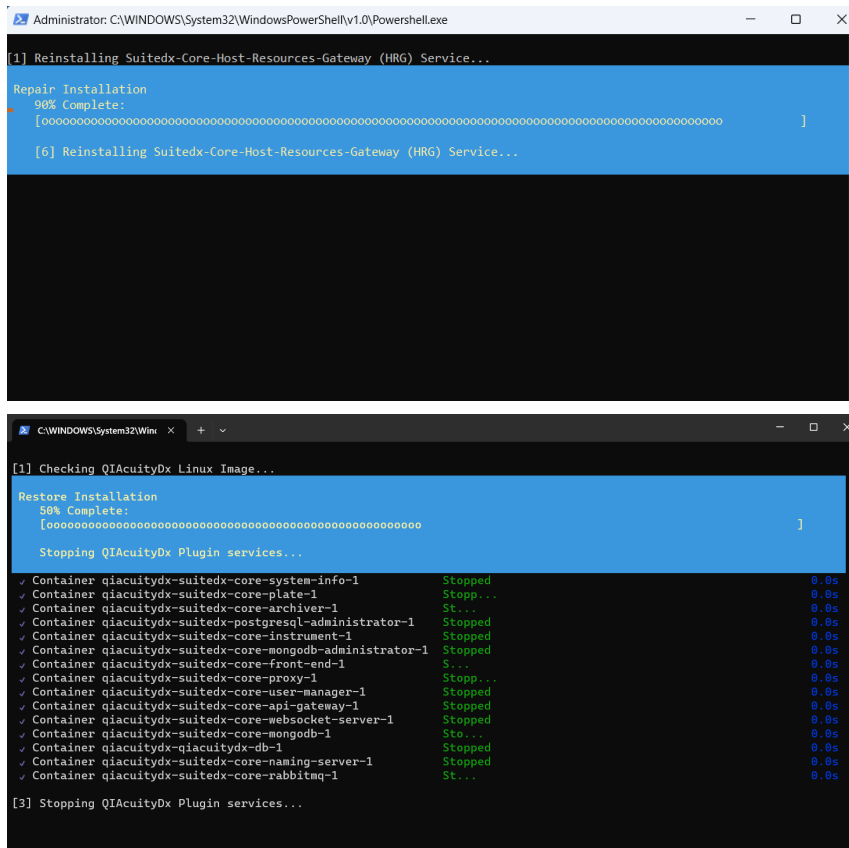 Administrator: C:\WINDOWS\System32\WindowsPowerShell\v1.0\Powershell.exe
[1] Reinstalling Suitedx-Core-Host-Resources-Gateway (HRG) Service...
Repair Installation
90% Complete:
[ooooooooooooooooooooooooooooooooooooooooooooooooooooooooooooooooooooooooooooooooooooooooooooooooo ]
[6] Reinstalling Suitedx-Core-Host-Resources-Gateway (HRG) Service...
C:\WINDOWS\System32\Wind
[1] Checking QIAcuityDx Linux Image...
Restore Installation
50% Complete:
[oooooooooooooooooooooooooooooooooooooooooooooooooooooo ]
Stopping QIAcuityDx Plugin services...
✓ Container qiacuitydx-suitedx-core-system-info-1 Stopped 0.0s
✓ Container qiacuitydx-suitedx-core-plate-1 Stopp... 0.0s
✓ Container qiacuitydx-suitedx-core-archiver-1 St... 0.0s
✓ Container qiacuitydx-suitedx-postgresql-administrator-1 Stopped 0.0s
✓ Container qiacuitydx-suitedx-core-instrument-1 Stopped 0.0s
✓ Container qiacuitydx-suitedx-core-mongodb-administrator-1 Stopped 0.0s
✓ Container qiacuitydx-suitedx-core-front-end-1 S... 0.0s
✓ Container qiacuitydx-suitedx-core-proxy-1 Stopp... 0.0s
✓ Container qiacuitydx-suitedx-core-user-manager-1 Stopped 0.0s
✓ Container qiacuitydx-suitedx-core-api-gateway-1 Stopped 0.0s
✓ Container qiacuitydx-suitedx-core-websocket-server-1 Stopped 0.0s
✓ Container qiacuitydx-suitedx-core-mongodb-1 Sto... 0.0s
✓ Container qiacuitydx-qiacuitydx-db-1 Stopped 0.0s
✓ Container qiacuitydx-suitedx-core-naming-server-1 Stopped 0.0s
✓ Container qiacuitydx-suitedx-core-rabbitmq-1 St... 0.0s
[3] Stopping QIAcuityDx Plugin services...